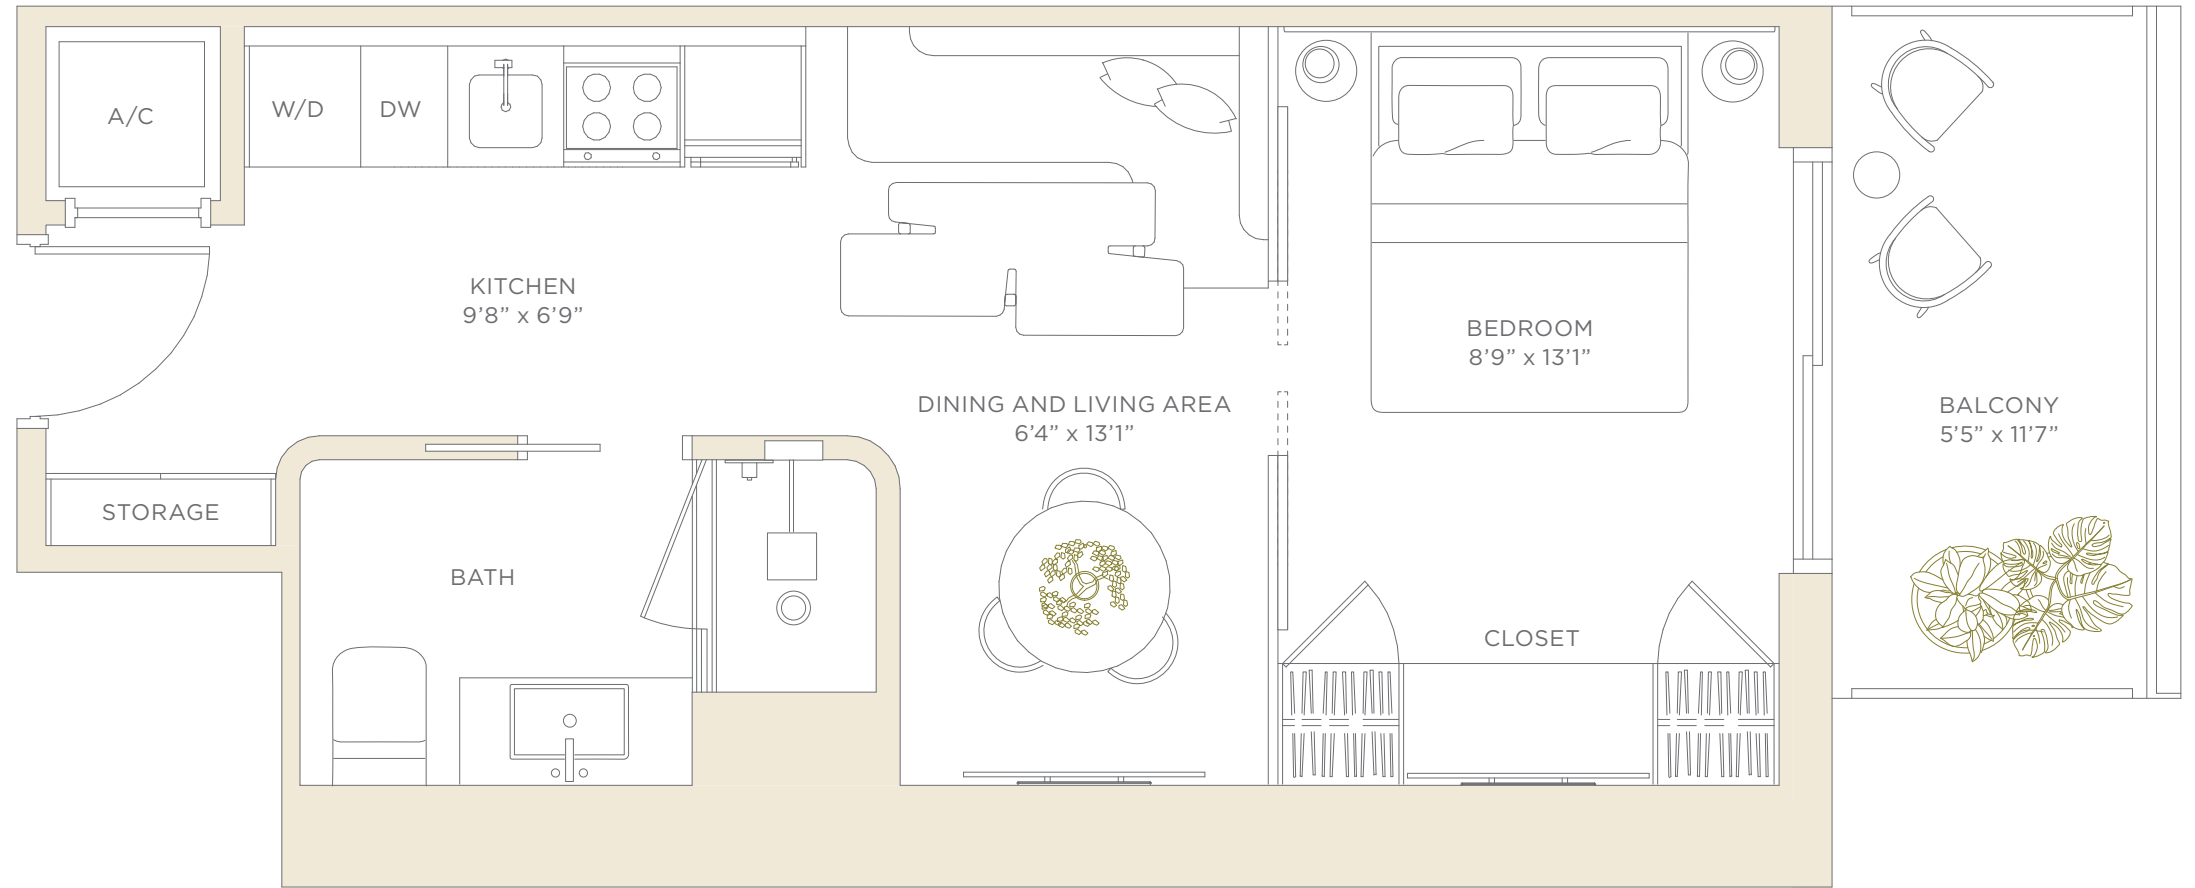 A/C
W/D
DW
KITCHEN
9’8” x 6’9”
BEDROOM
8’9” x 13’1”
DINING AND LIVING AREA
6’4” x 13’1”
BALCONY
5’5” x 11’7”
STORAGE
BATH
CLOSET